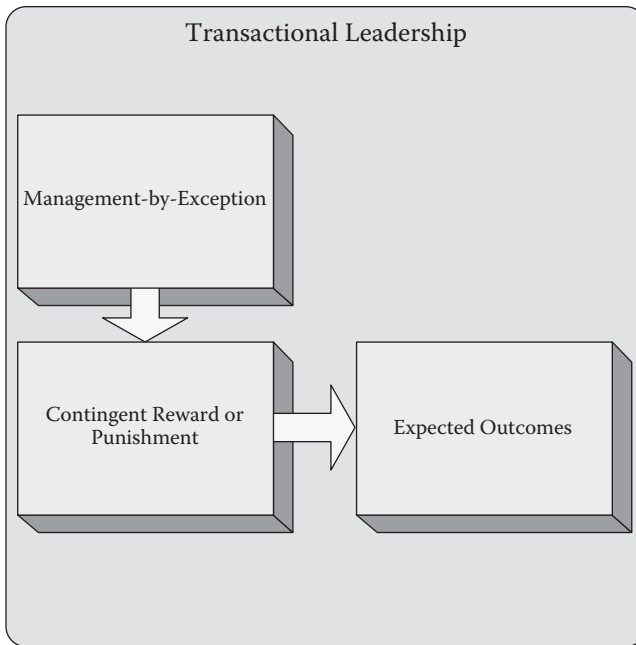 Transactional Leadership
Management-by-Exception
Contingent Reward or
Punishment
Expected Outcomes